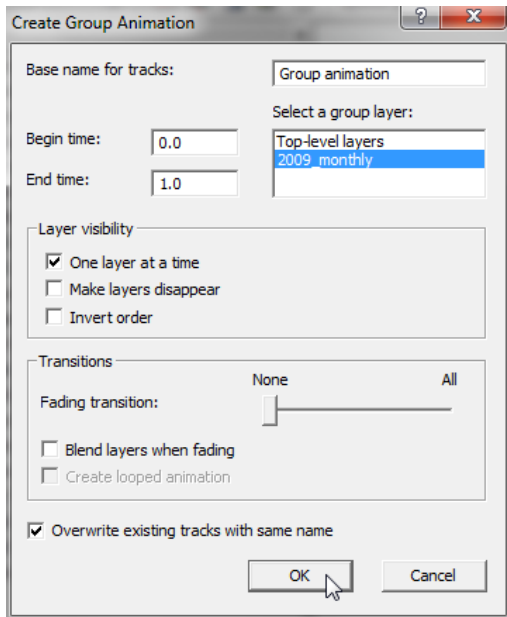 Create Group Animation
?
X
Base name for tracks:
Group animation
Select a group layer:
Begin time:
0.0
Top-level layers
2009_monthly
End time:
1.0
Layer visibility
One layer at a time
Make layers disappear
Invert order
Transitions
None
All
Fading transition:
Blend layers when fading
Create looped animation
Overwrite existing tracks with same name
OK
Cancel